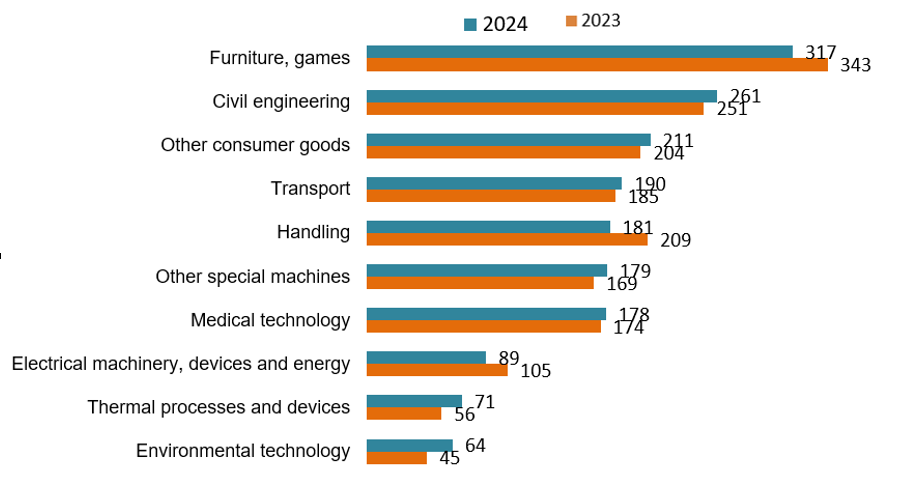 2024 2023
Furniture, games 317
343
Civil engineering 261
251
Other consumer goods 211
204
Transport 190
185
Handling 181
209
Other special machines 179
169
Medical technology 178
174
Electrical machinery, devices and energy 89
105
Thermal processes and devices 71
56
Environmental technology 64
45